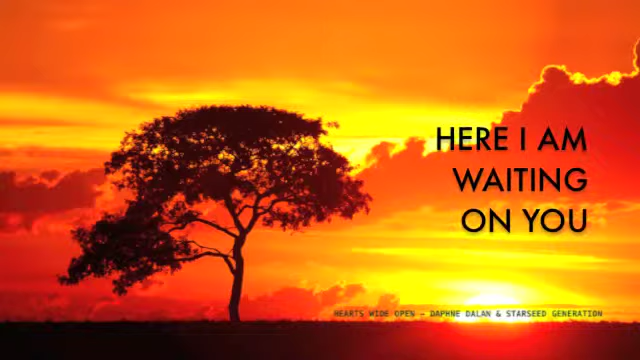 HERE I AM
WAITING
ON YOU
HEARTS WIDE OPEN – DAPHNE DALAN & STARSEED GENERATION